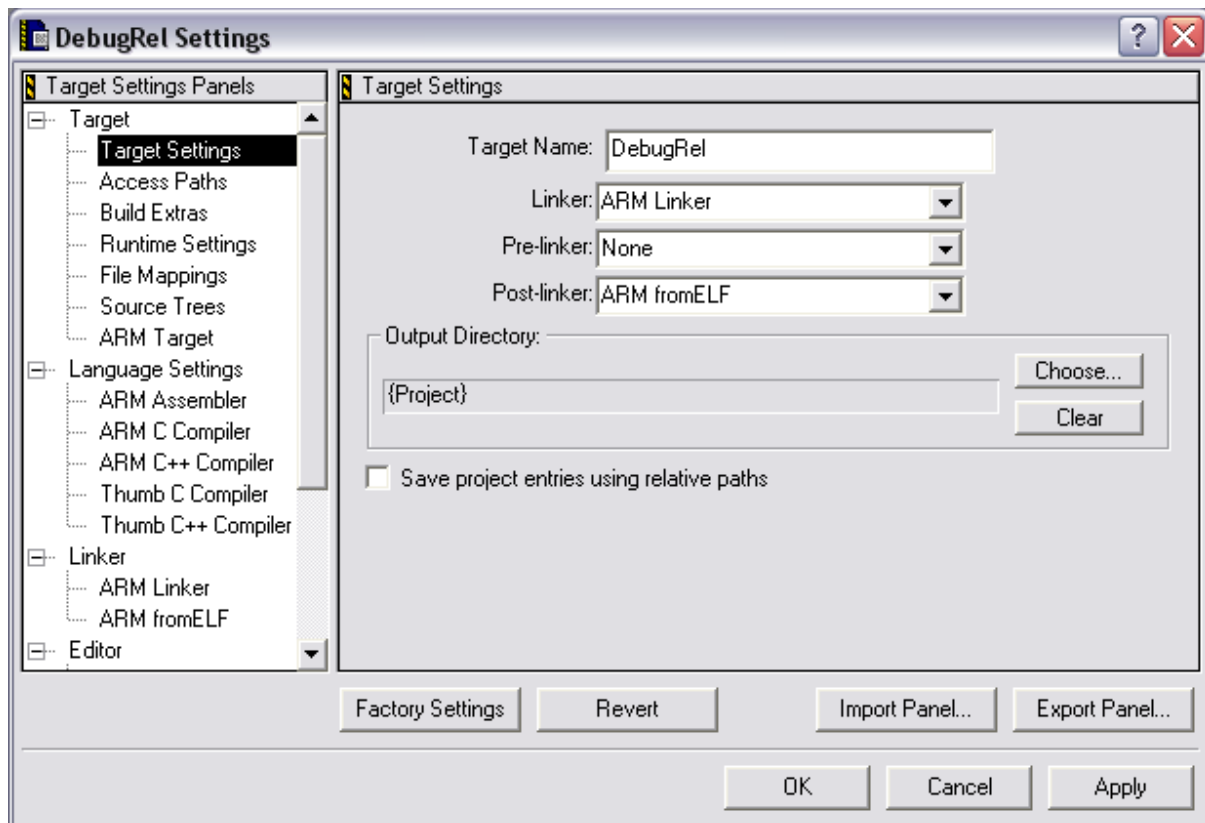 DebugRel Settings
Target Settings Panels
Target
Target Settings
Access Paths
Build Extras
Runtime Settings
File Mappings
Source Trees
ARM Target
Language Settings
ARM Assembler
ARM C Compiler
ARM C++ Compiler
Thumb C Compiler
Thumb C++ Compiler
Linker
ARM Linker
ARM fromELF
Editor
Target Settings
Target Name: DebugRel
Linker: ARM Linker
Pre-linker: None
Post-linker: ARM fromELF
Output Directory:
Choose...
{Project}
Clear
Save project entries using relative paths
Factory Settings Revert Import Panel... Export Panel...
OK Cancel Apply